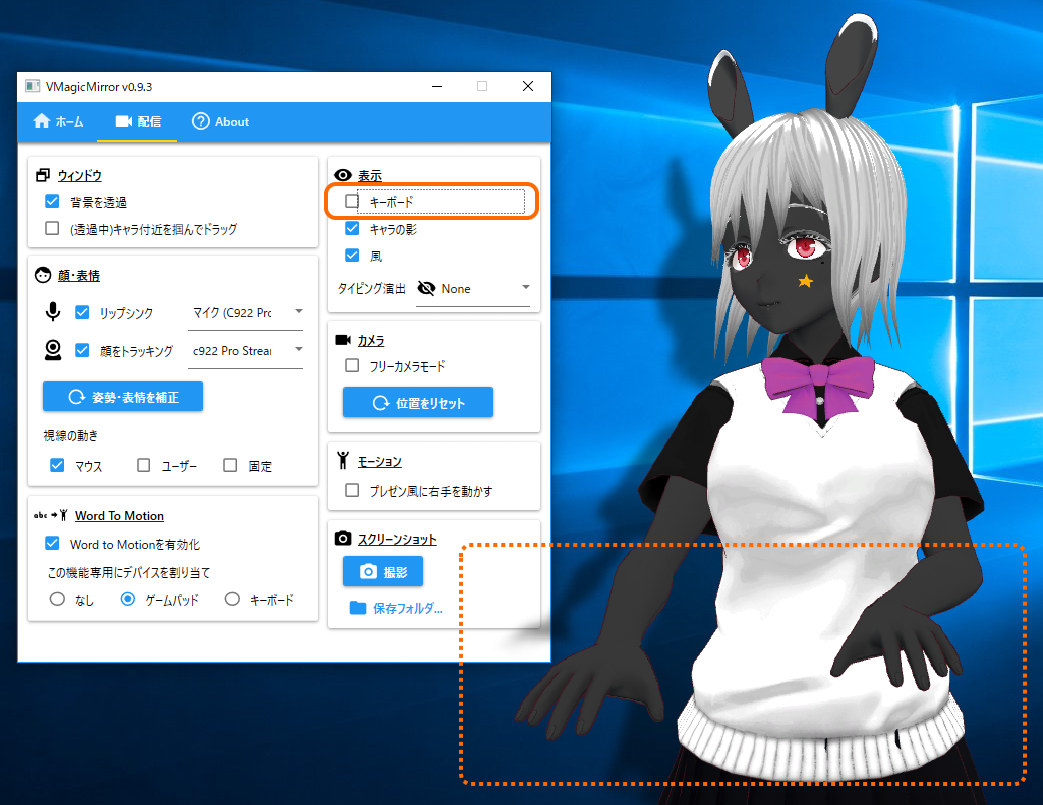 VMagicMirror v0.9.3
ホーム
配信
About
ウィンドウ
背景を透過
(透過中)キャラ付近を掴んでドラッグ
顔・表情
リップシンク
マイク (C922 Prc
顔をトラッキング
c922 Pro Strear
姿勢・表情を補正
視線の動き
マウス
ユーザー
固定
abc
Word To Motion
Word to Motionを有効化
この機能専用にデバイスを割り当て
なし
ゲームパッド
キーボード
表示
キーボード
キャラの影
風
タイピング演出
None
カメラ
フリーカメラモード
位置をリセット
モーション
プレゼン風に右手を動かす
スクリーンショット
撮影
保存フォルダ...